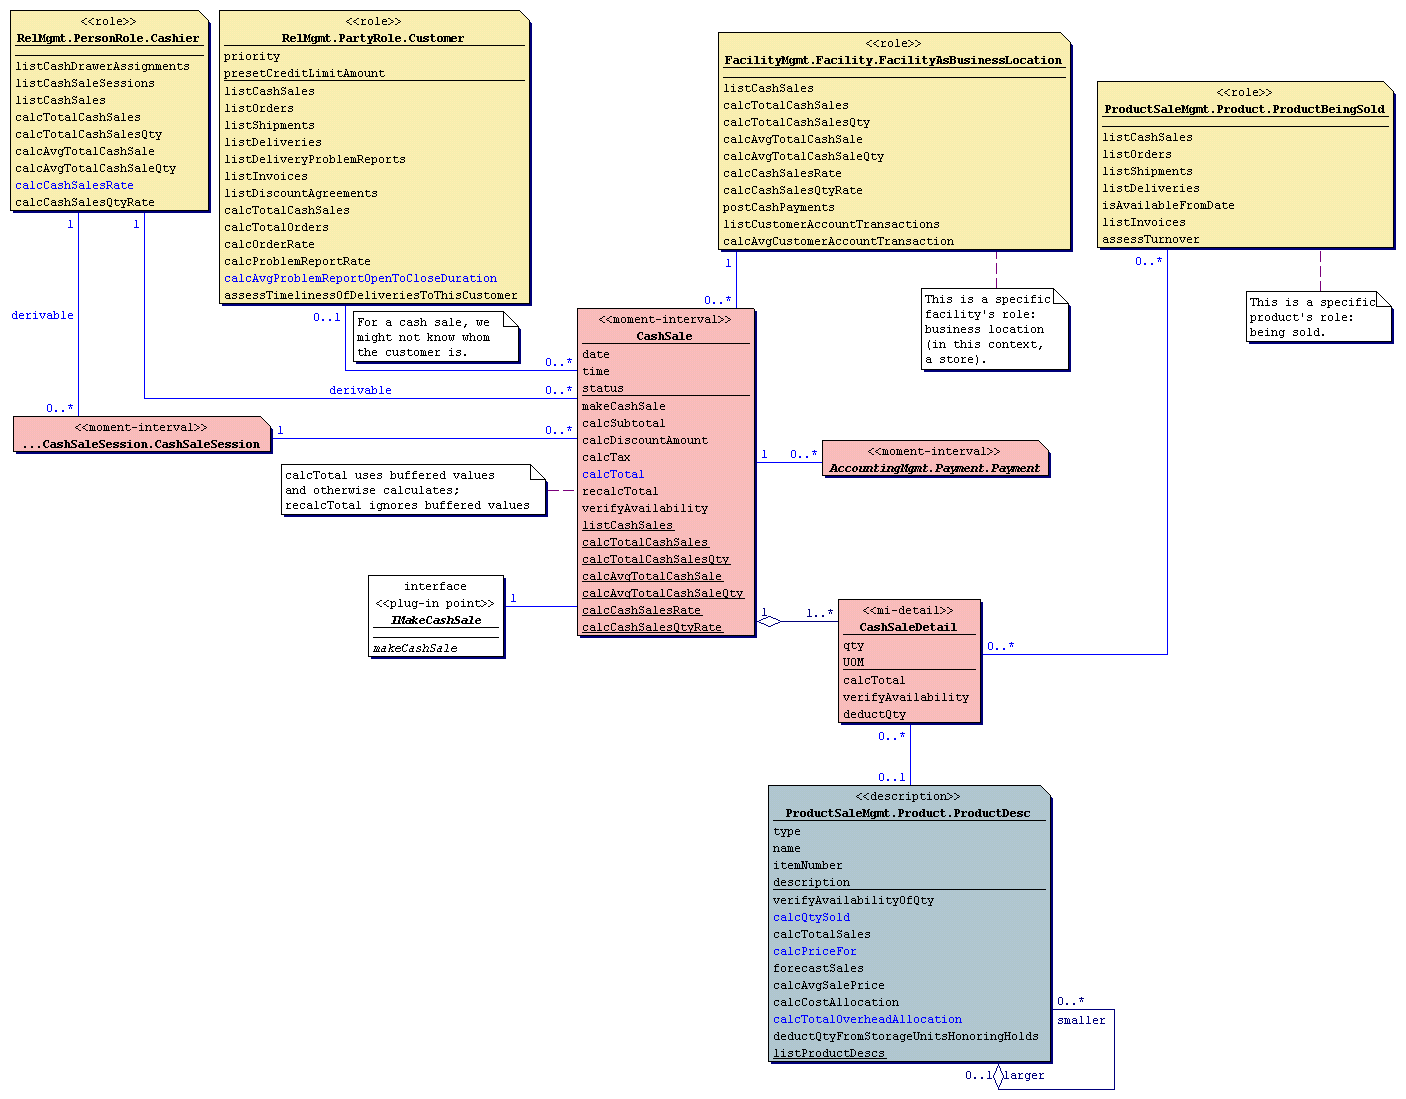 <<role>>
RelMgmt.PersonRole.Cashier
listCashDrawerAssignments
listCashSaleSessions
listCashSales
calcTotalCashSales
calcTotalCashSalesQty
calcAvgTotalCashSale
calcAvgTotalCashSaleQty
calcCashSalesRate
calcCashSalesQtyRate
<<role>>
RelMgmt.PartyRole.Customer
priority
presetCreditLimitAmount
listCashSales
listOrders
listShipments
listDeliveries
listDeliveryProblemReports
listInvoices
listDiscountAgreements
calcTotalCashSales
calcTotalOrders
calcOrderRate
calcProblemReportRate
calcAvgProblemReportOpenToCloseDuration
assessTimelinessOfDeliveriesToThisCustomer
<<role>>
FacilityMgmt.Facility.FacilityAsBusinessLocation
listCashSales
calcTotalCashSales
calcTotalCashSalesQty
calcAvgTotalCashSale
calcAvgTotalCashSaleQty
calcCashSalesRate
calcCashSalesQtyRate
postCashPayments
listCustomerAccountTransactions
calcAvgCustomerAccountTransaction
<<role>>
ProductSaleMgmt.Product.ProductBeingSold
listCashSales
listOrders
listShipments
listDeliveries
isAvailableFromDate
listInvoices
assessTurnover
1
1
derivable
0..*
0..1
For a cash sale, we
might not know whom
the customer is.
0..*
derivable
0..*
1
0..*
This is a specific
facility's role:
business location
(in this context,
a store).
0..*
This is a specific
product's role:
being sold.
<<moment-interval>>
...CashSaleSession.CashSaleSession
1
0..*
calcTotal uses buffered values
and otherwise calculates;
recalcTotal ignores buffered values
<<moment-interval>>
CashSale
date
time
status
makeCashSale
calcSubtotal
calcDiscountAmount
calcTax
calcTotal
recalcTotal
verifyAvailability
listCashSales
calcTotalCashSales
calcTotalCashSalesQty
calcAvgTotalCashSale
calcAvgTotalCashSaleQty
calcCashSalesRate
calcCashSalesQtyRate
1
0..*
<<moment-interval>>
AccountingMgmt.Payment.Payment
interface
<<plug-in point>>
IMakeCashSale
makeCashSale
1
1
1..*
<<mi-detail>>
CashSaleDetail
qty
UOM
calcTotal
verifyAvailability
deductQty
0..*
0..*
0..1
<<description>>
ProductSaleMgmt.Product.ProductDesc
type
name
itemNumber
description
verifyAvailabilityOfQty
calcQtySold
calcTotalSales
calcPriceFor
forecastSales
calcAvgSalePrice
calcCostAllocation
calcTotalOverheadAllocation
deductQtyFromStorageUnitsHonoringHolds
listProductDescs
0..*
smaller
0..1
larger